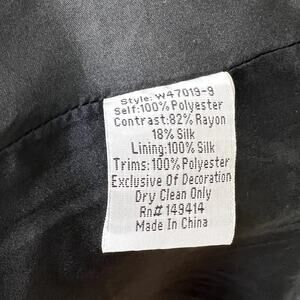 Style: W47019-9
Self:100% Polyester
Contrast:82% Rayon
18% Silk
Lining:100% Silk
Trims:100% Polyester
Exclusive Of Decoration
Dry Clean Only
Rn# 149414
Made In China